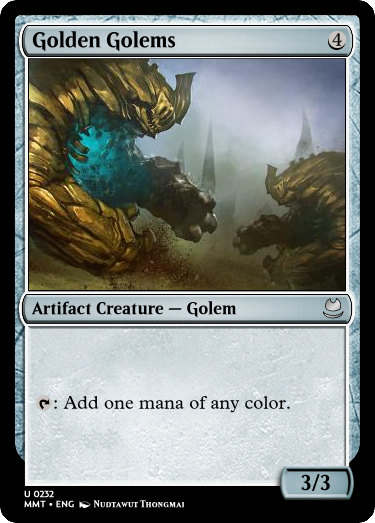 Golden Golems 4
Artifact Creature — Golem
: Add one mana of any color.
3/3
U 0232
MMT • ENG Nudtawut Thongmai